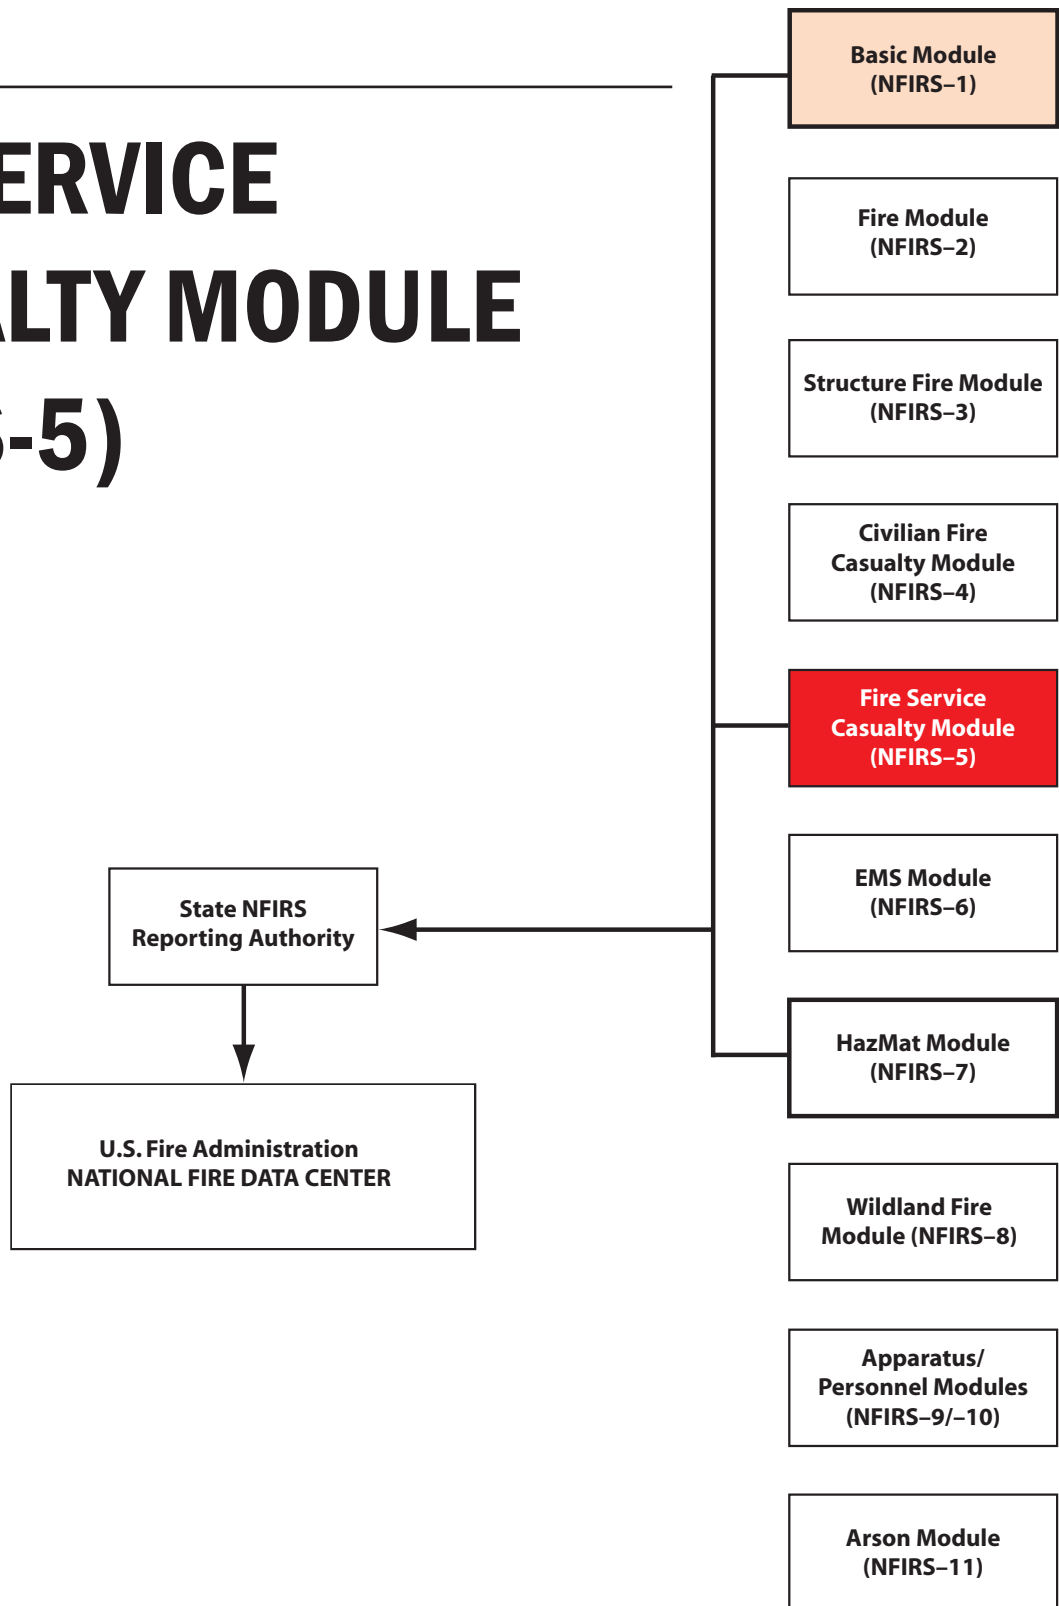 ERVICE
ALTY MODULE
S-5)
Basic Module
(NFIRS–1)
Fire Module
(NFIRS–2)
Structure Fire Module
(NFIRS–3)
Civilian Fire
Casualty Module
(NFIRS–4)
Fire Service
Casualty Module
(NFIRS–5)
EMS Module
(NFIRS–6)
HazMat Module
(NFIRS–7)
Wildland Fire
Module (NFIRS–8)
Apparatus/
Personnel Modules
(NFIRS–9/–10)
Arson Module
(NFIRS–11)
State NFIRS
Reporting Authority
U.S. Fire Administration
NATIONAL FIRE DATA CENTER